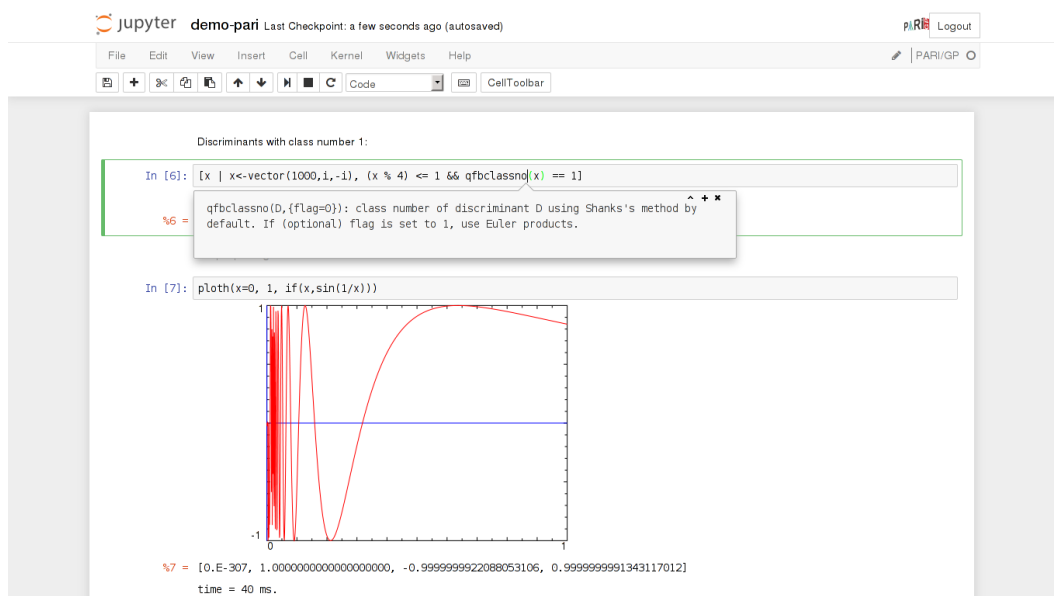 jupyter demo-pari Last Checkpoint: a few seconds ago (autosaved)
PARI
Logout
File Edit View Insert Cell Kernel Widgets Help
PARI/GP
Code
CellToolbar
Discriminants with class number 1:
In [6]: [x | x<-vector(1000,i,-i), (x % 4) <= 1 && qfbclassno(x) == 1]
qfbclassno(D,{flag=0}): class number of discriminant D using Shanks's method by
default. If (optional) flag is set to 1, use Euler products.
%6 =
In [7]: ploth(x=0, 1, if(x,sin(1/x)))
1
-1
0 1
%7 = [0.E-307, 1.0000000000000000000, -0.99999999922088053106, 0.9999999991343117012]
time = 40 ms.